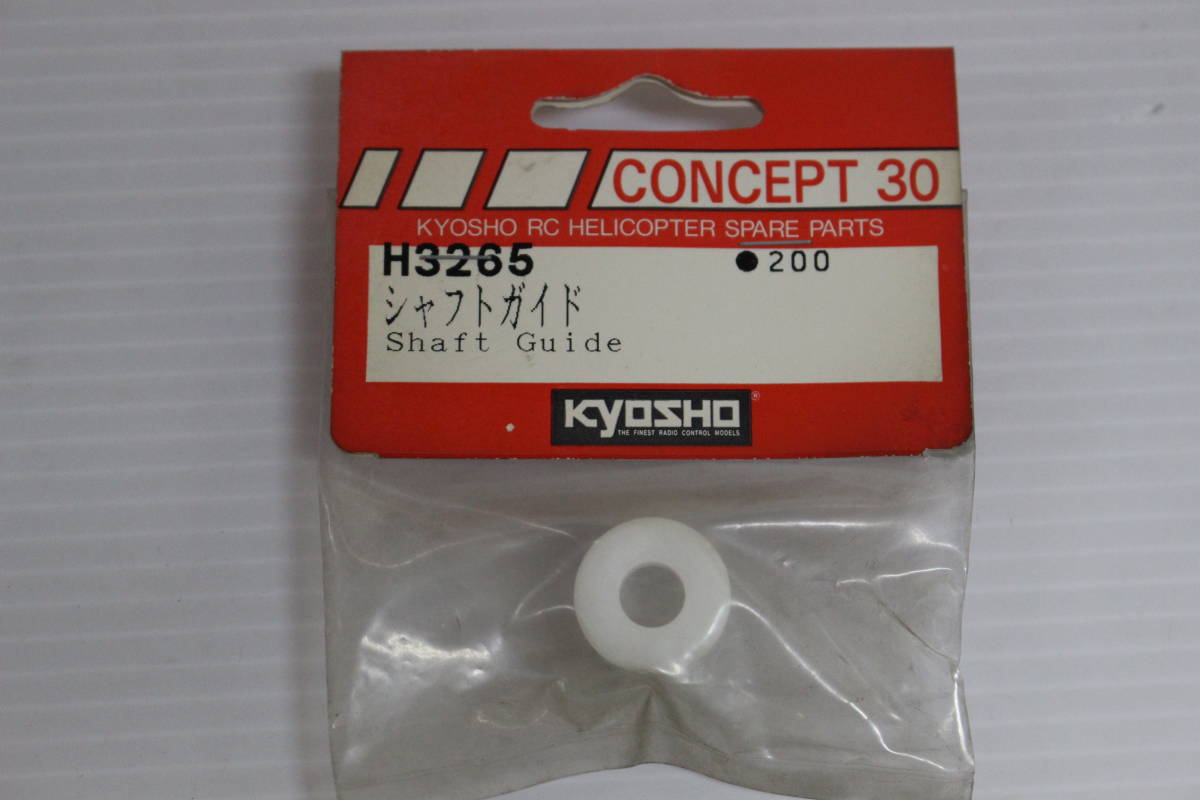 CONCEPT 30
KYOSHO RC HELICOPTER SPARE PARTS
H3265 ●200
シャフトガイド
Shaft Guide
KYOSHO®
THE FINEST RADIO CONTROL MODELS